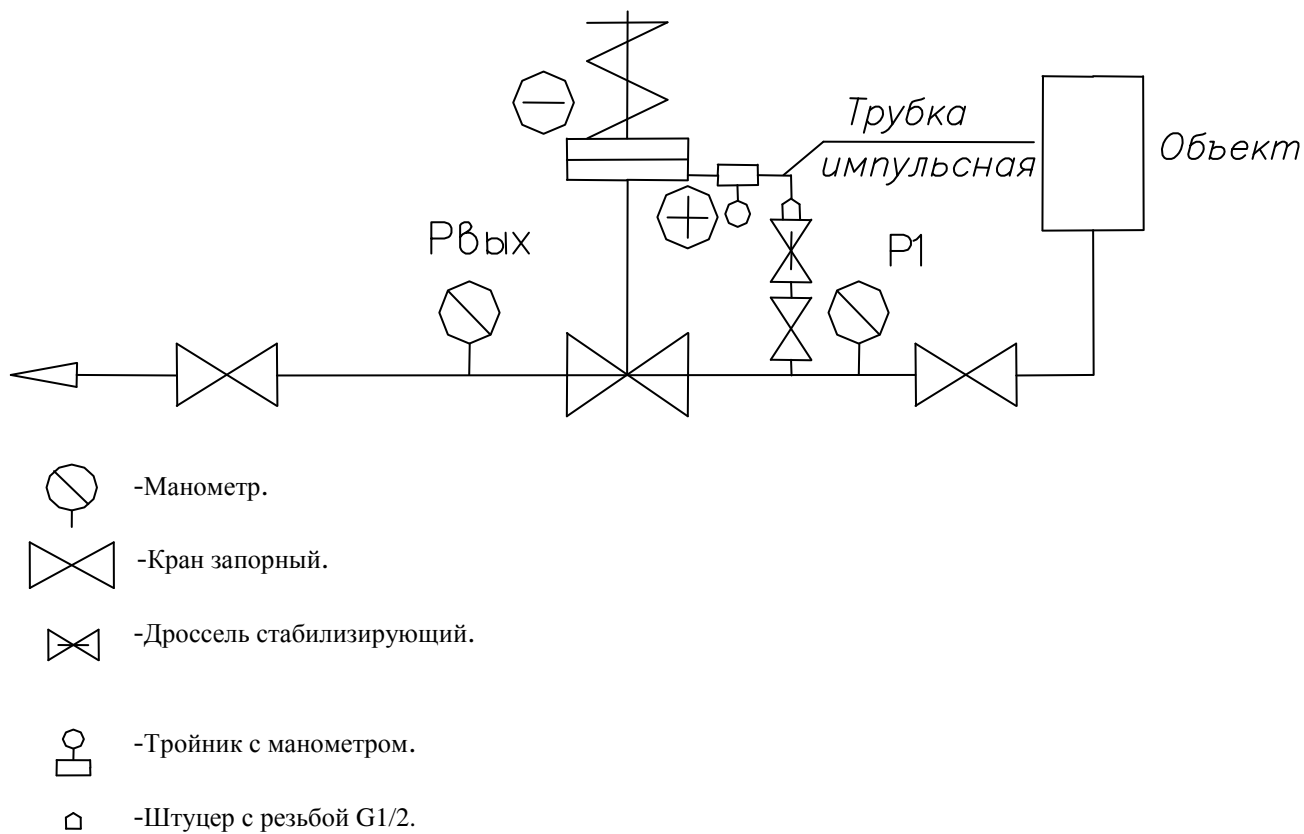 Трубка
импульсная
Объект
Рвых
Р1
-Манометр.
-Кран запорный.
-Дроссель стабилизирующий.
-Тройник с манометром.
-Штуцер с резьбой G1/2.